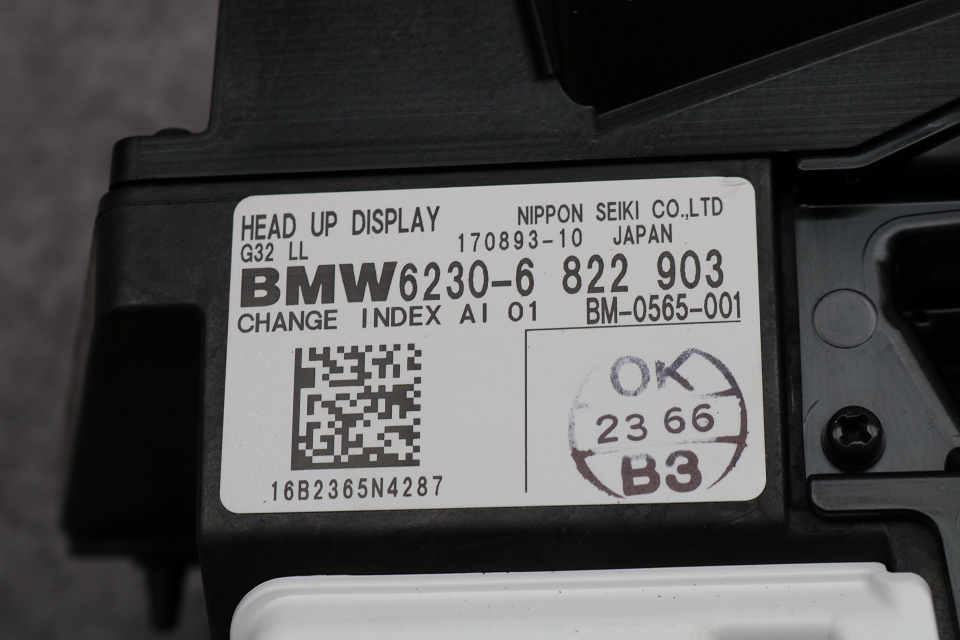 HEAD UP DISPLAY NIPPON SEIKI CO.,LTD
G32 LL 170893-10 JAPAN
BMW 6230-6 822 903
CHANGE INDEX AI 01 BM-0565-001
OK
23 66
B3
16B2365N4287